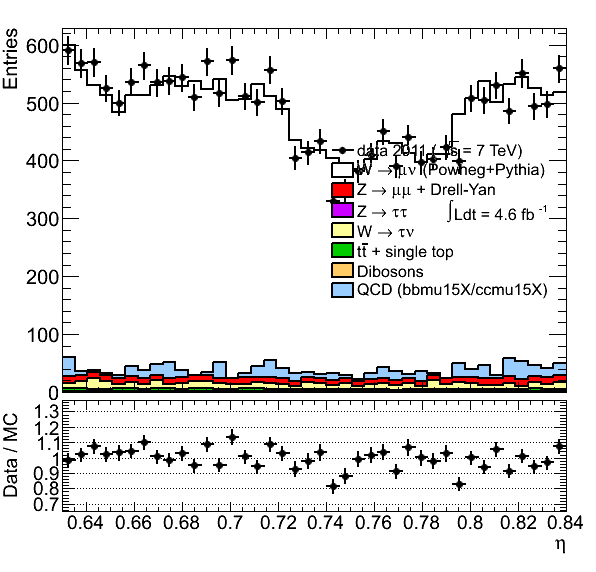 Entries
600
500
400
300
200
100
0
data 2011 (√s = 7 TeV)
W → μν (Powheg+Pythia)
Z → μμ + Drell-Yan
Z → ττ
∫Ldt = 4.6 fb⁻¹
W → τν
tt̅ + single top
Dibosons
QCD (bbmu15X/ccmu15X)
Data / MC
1.3
1.2
1.1
1
0.9
0.8
0.7
0.64 0.66 0.68 0.7 0.72 0.74 0.76 0.78 0.8 0.82 0.84
η